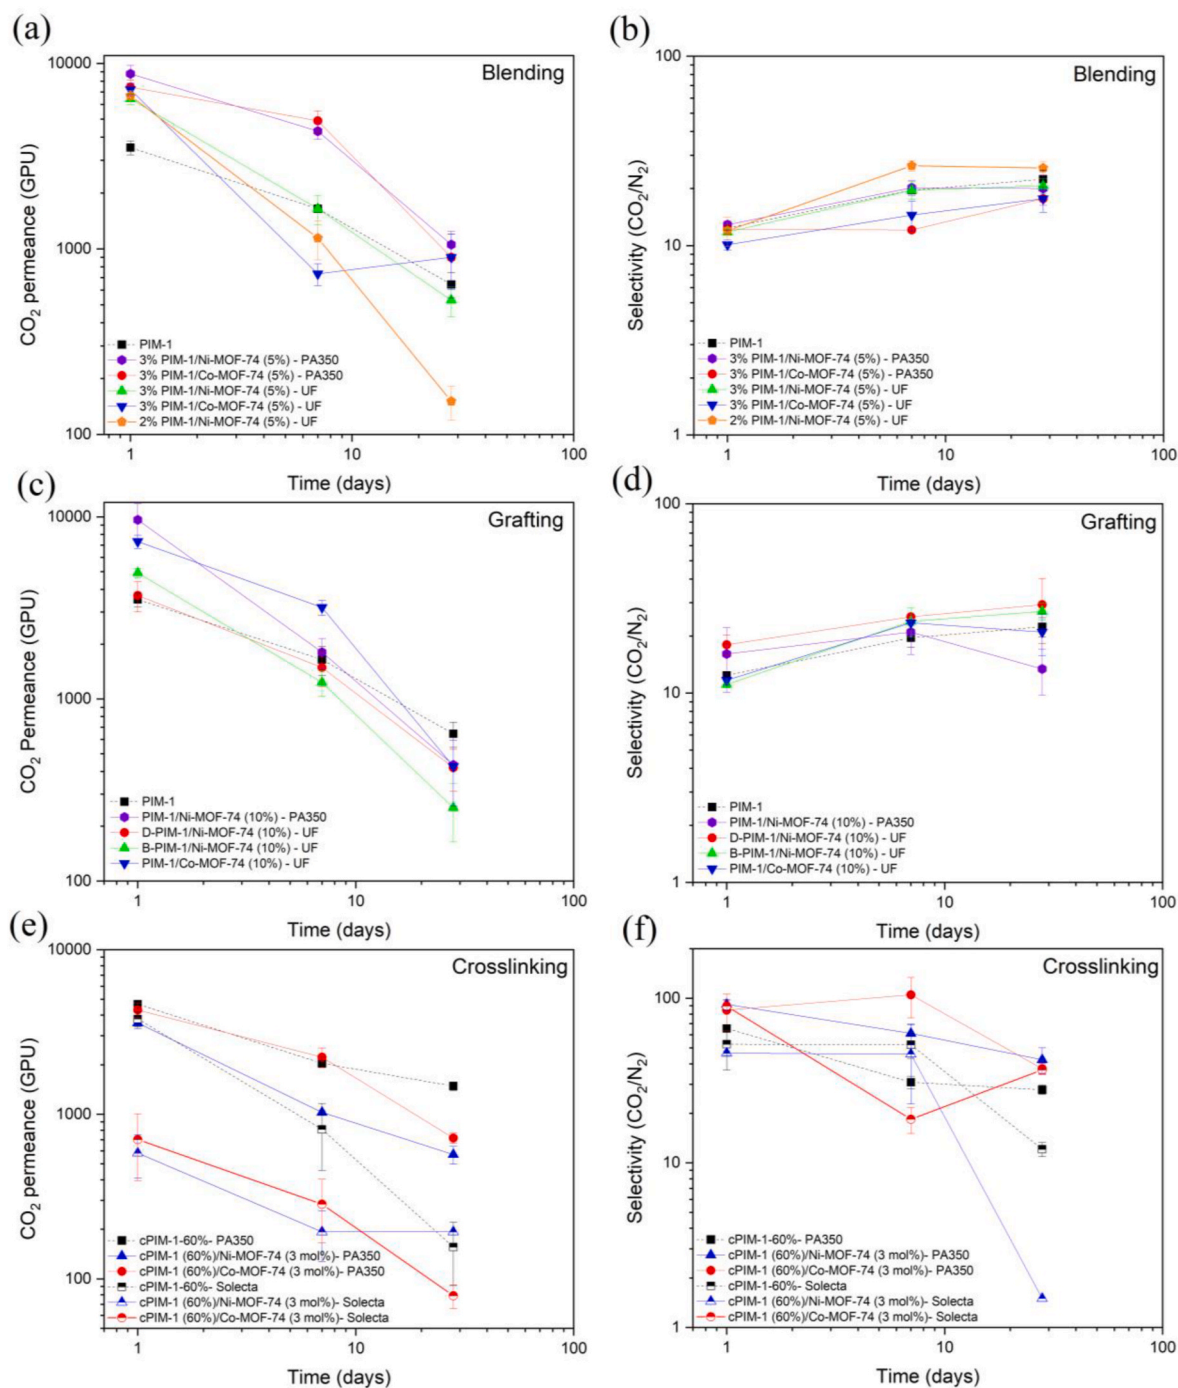 (a)
Blending
10000
1000
100
CO₂ permeance (GPU)
PIM-1
3% PIM-1/Ni-MOF-74 (5%) - PA350
3% PIM-1/Co-MOF-74 (5%) - PA350
3% PIM-1/Ni-MOF-74 (5%) - UF
3% PIM-1/Co-MOF-74 (5%) - UF
2% PIM-1/Ni-MOF-74 (5%) - UF
1 10 100
Time (days)
(b)
Blending
100
10
1
Selectivity (CO₂/N₂)
PIM-1
3% PIM-1/Ni-MOF-74 (5%) - PA350
3% PIM-1/Co-MOF-74 (5%) - PA350
3% PIM-1/Ni-MOF-74 (5%) - UF
3% PIM-1/Co-MOF-74 (5%) - UF
2% PIM-1/Ni-MOF-74 (5%) - UF
1 10 100
Time (days)
(c)
Grafting
10000
1000
100
CO₂ Permeance (GPU)
PIM-1
PIM-1/Ni-MOF-74 (10%) - PA350
D-PIM-1/Ni-MOF-74 (10%) - UF
B-PIM-1/Ni-MOF-74 (10%) - UF
PIM-1/Co-MOF-74 (10%) - UF
1 10 100
Time (days)
(d)
Grafting
100
10
1
Selectivity (CO₂/N₂)
PIM-1
PIM-1/Ni-MOF-74 (10%) - PA350
D-PIM-1/Ni-MOF-74 (10%) - UF
B-PIM-1/Ni-MOF-74 (10%) - UF
PIM-1/Co-MOF-74 (10%) - UF
1 10 100
Time (days)
(e)
Crosslinking
10000
1000
100
CO₂ permeance (GPU)
cPIM-1-60%- PA350
cPIM-1 (60%)/Ni-MOF-74 (3 mol%)- PA350
cPIM-1 (60%)/Co-MOF-74 (3 mol%)- PA350
cPIM-1-60%- Solecta
cPIM-1 (60%)/Ni-MOF-74 (3 mol%)- Solecta
cPIM-1 (60%)/Co-MOF-74 (3 mol%)- Solecta
1 10 100
Time (days)
(f)
Crosslinking
100
10
1
Selectivity (CO₂/N₂)
cPIM-1-60%- PA350
cPIM-1 (60%)/Ni-MOF-74 (3 mol%)- PA350
cPIM-1 (60%)/Co-MOF-74 (3 mol%)- PA350
cPIM-1-60%- Solecta
cPIM-1 (60%)/Ni-MOF-74 (3 mol%)- Solecta
cPIM-1 (60%)/Co-MOF-74 (3 mol%)- Solecta
1 10 100
Time (days)